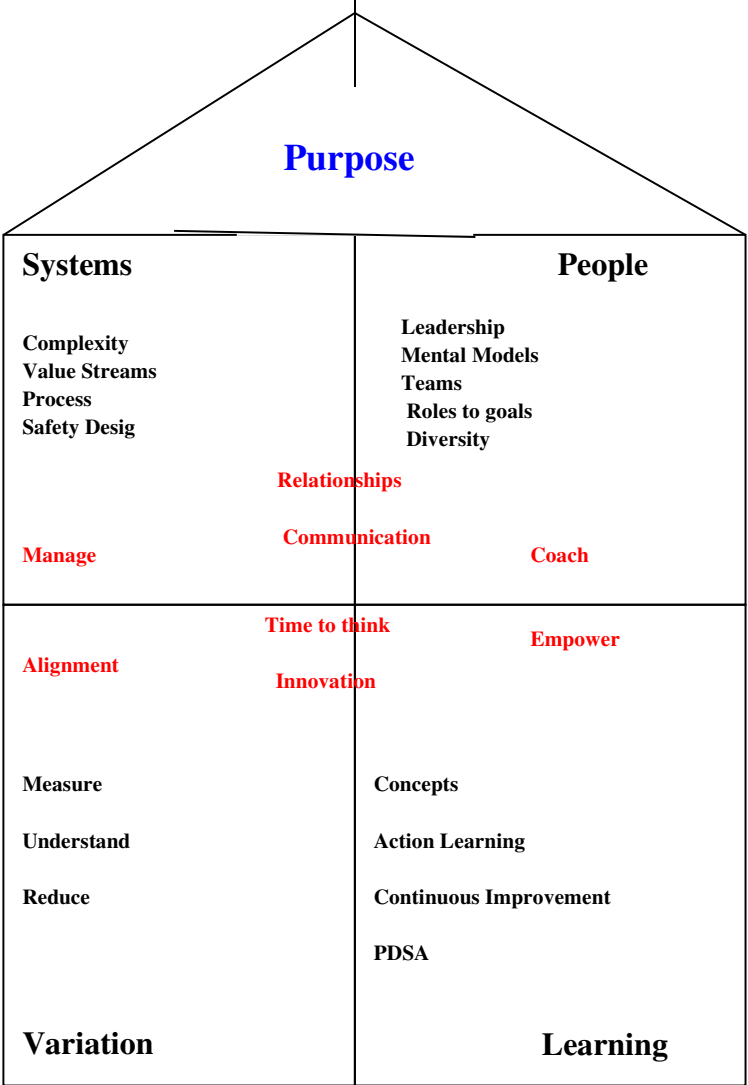 Purpose
Systems
People
Complexity
Value Streams
Process
Safety Desig
Leadership
Mental Models
Teams
Roles to goals
Diversity
Relationships
Communication
Manage
Coach
Time to think
Empower
Alignment
Innovation
Measure
Understand
Reduce
Concepts
Action Learning
Continuous Improvement
PDSA
Variation
Learning